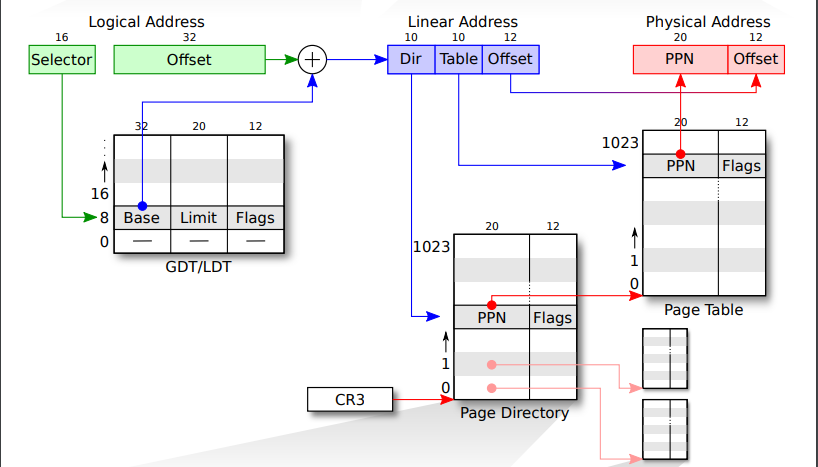 Logical Address
Linear Address
Physical Address
16
32
10
10
12
20
12
Selector
Offset
Dir
Table
Offset
PPN
Offset
32
20
12
16
8
0
Base
Limit
Flags
GDT/LDT
20
12
1023
PPN
Flags
1
0
Page Table
20
12
1023
PPN
Flags
1
0
Page Directory
CR3